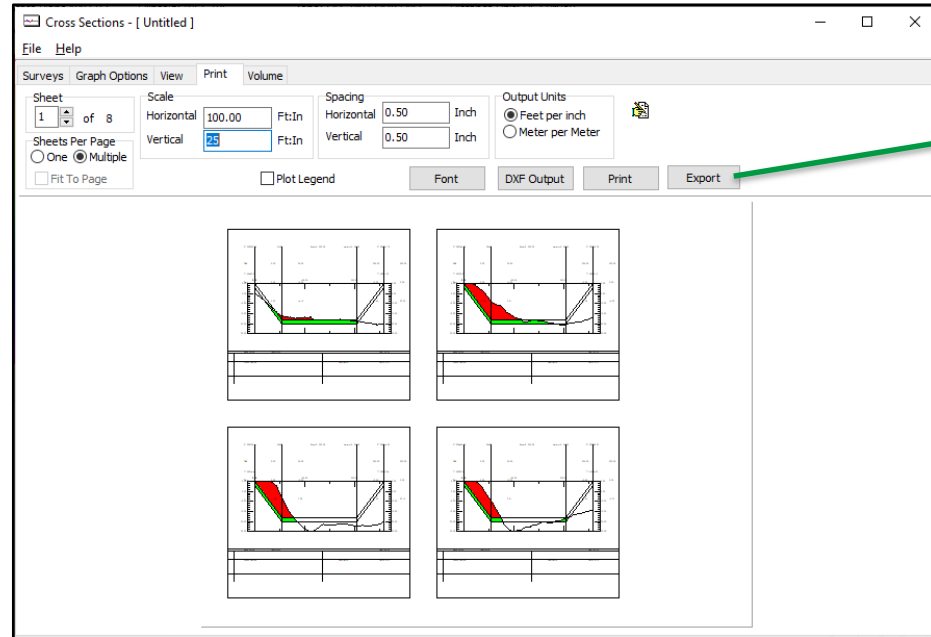 Cross Sections - [ Untitled ]
File Help
Surveys Graph Options View Print Volume
Sheet Scale Spacing Output Units
1 of 8 Horizontal 100.00 Ft:In Horizontal 0.50 Inch Feet per inch
Sheets Per Page Vertical 25 Ft:In Vertical 0.50 Inch Meter per Meter
One Multiple
Fit To Page Plot Legend Font DXF Output Print Export